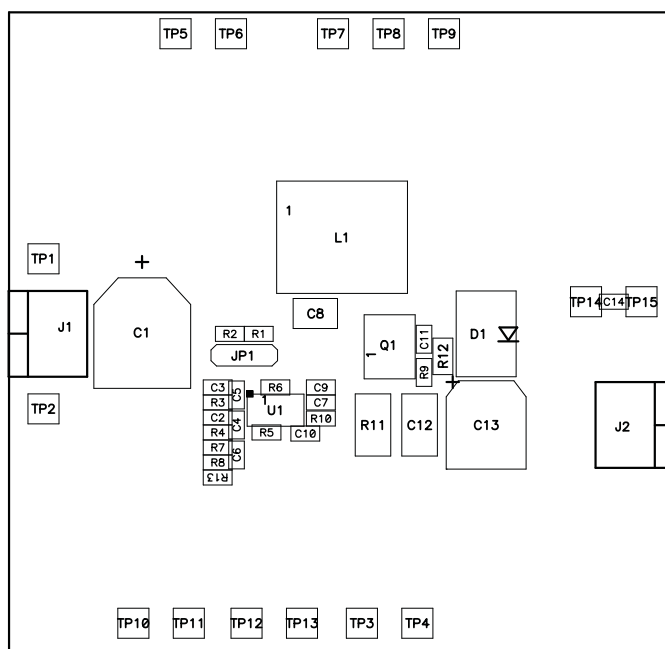 TP5 TP6 TP7 TP8 TP9
1
L1
TP1
+
TP14 C14 TP15
C8
J1 C1 R2 R1 C11 D1
Q1
1
JP1 R12
R9
+
C3 C5 R6 C9
TP2 R3 1 C7
U1
C2 C4 R10 R11 C12 C13 J2
R4 R5 C10
R7 C6
R8
R13
TP10 TP11 TP12 TP13 TP3 TP4